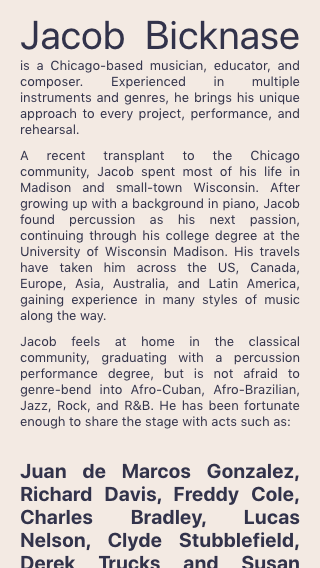 Jacob Bicknase
is a Chicago-based musician, educator, and
composer. Experienced in multiple
instruments and genres, he brings his unique
approach to every project, performance, and
rehearsal.
A recent transplant to the Chicago
community, Jacob spent most of his life in
Madison and small-town Wisconsin. After
growing up with a background in piano, Jacob
found percussion as his next passion,
continuing through his college degree at the
University of Wisconsin Madison. His travels
have taken him across the US, Canada,
Europe, Asia, Australia, and Latin America,
gaining experience in many styles of music
along the way.
Jacob feels at home in the classical
community, graduating with a percussion
performance degree, but is not afraid to
genre-bend into Afro-Cuban, Afro-Brazilian,
Jazz, Rock, and R&B. He has been fortunate
enough to share the stage with acts such as:
Juan de Marcos Gonzalez,
Richard Davis, Freddy Cole,
Charles Bradley, Lucas
Nelson, Clyde Stubblefield,
Derek Trucks and Susan